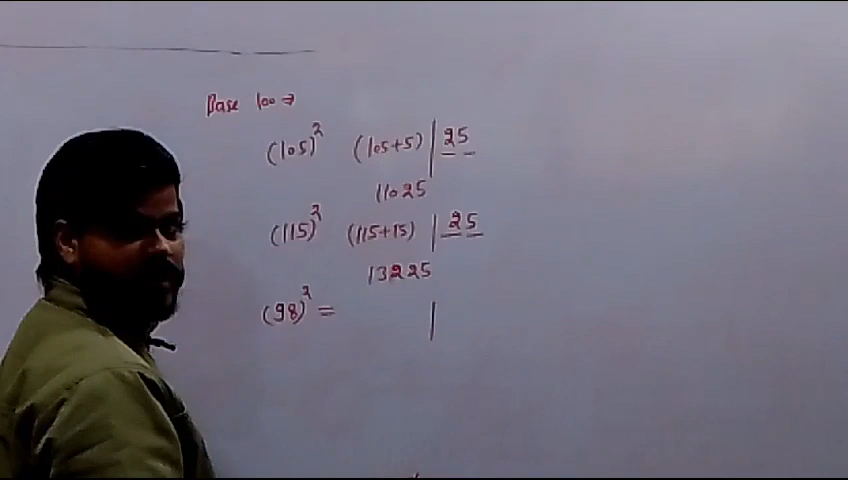 Base 100 ⇒
(105)² (105+5) | 25
11025
(115)² (115+15) | 25
13225
(98)² = |